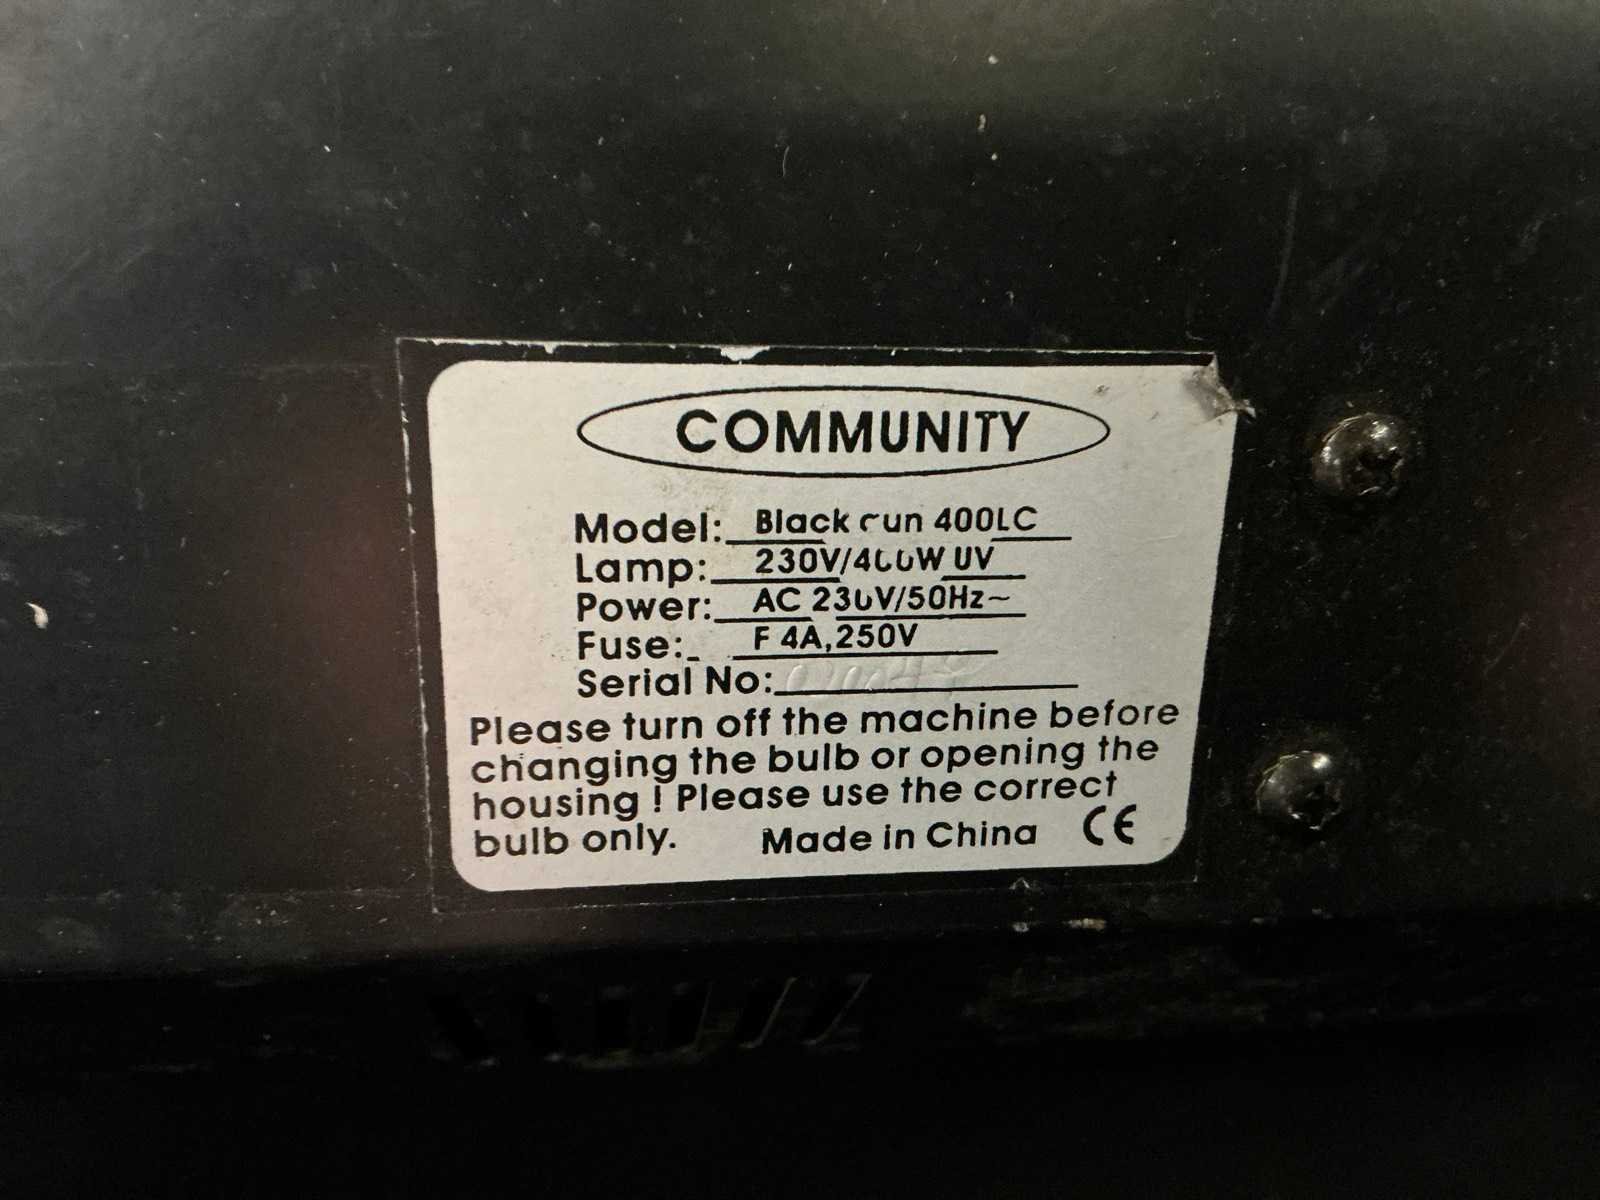 COMMUNITY
Model: Black Gun 400LC
Lamp: 230V/400W UV
Power: AC 230V/50Hz~
Fuse: F 4A,250V
Serial No:
Please turn off the machine before
changing the bulb or opening the
housing ! Please use the correct
bulb only. Made in China CE